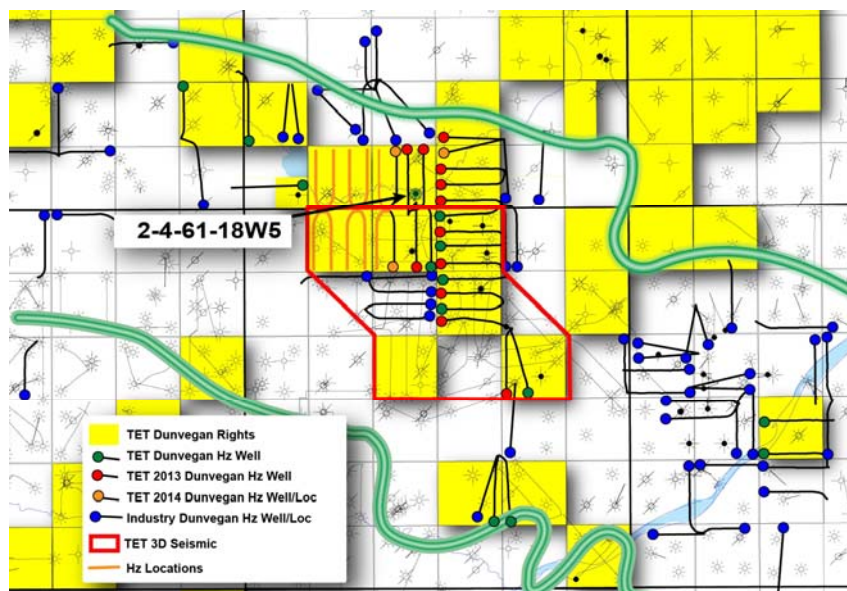 2-4-61-18W5
TET Dunvegan Rights
TET Dunvegan Hz Well
TET 2013 Dunvegan Hz Well
TET 2014 Dunvegan Hz Well/Loc
Industry Dunvegan Hz Well/Loc
TET 3D Seismic
Hz Locations